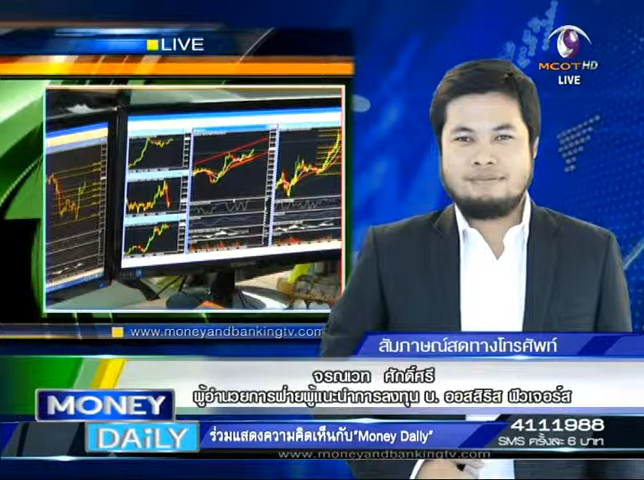 LIVE
MCOT HD
LIVE
www.moneyandbankingtv.com
สัมภาษณ์สดทางโทรศัพท์
จรณเวท ศักดิ์ศรี
ผู้อำนวยการฝ่ายผู้แนะนำการลงทุน บ. ออสสิริส ฟิวเจอร์ส
MONEY
DAiLY
ร่วมแสดงความคิดเห็นกับ"Money Daily"
4111988
SMS ครั้งละ 6 บาท
www.moneyandbankingtv.com